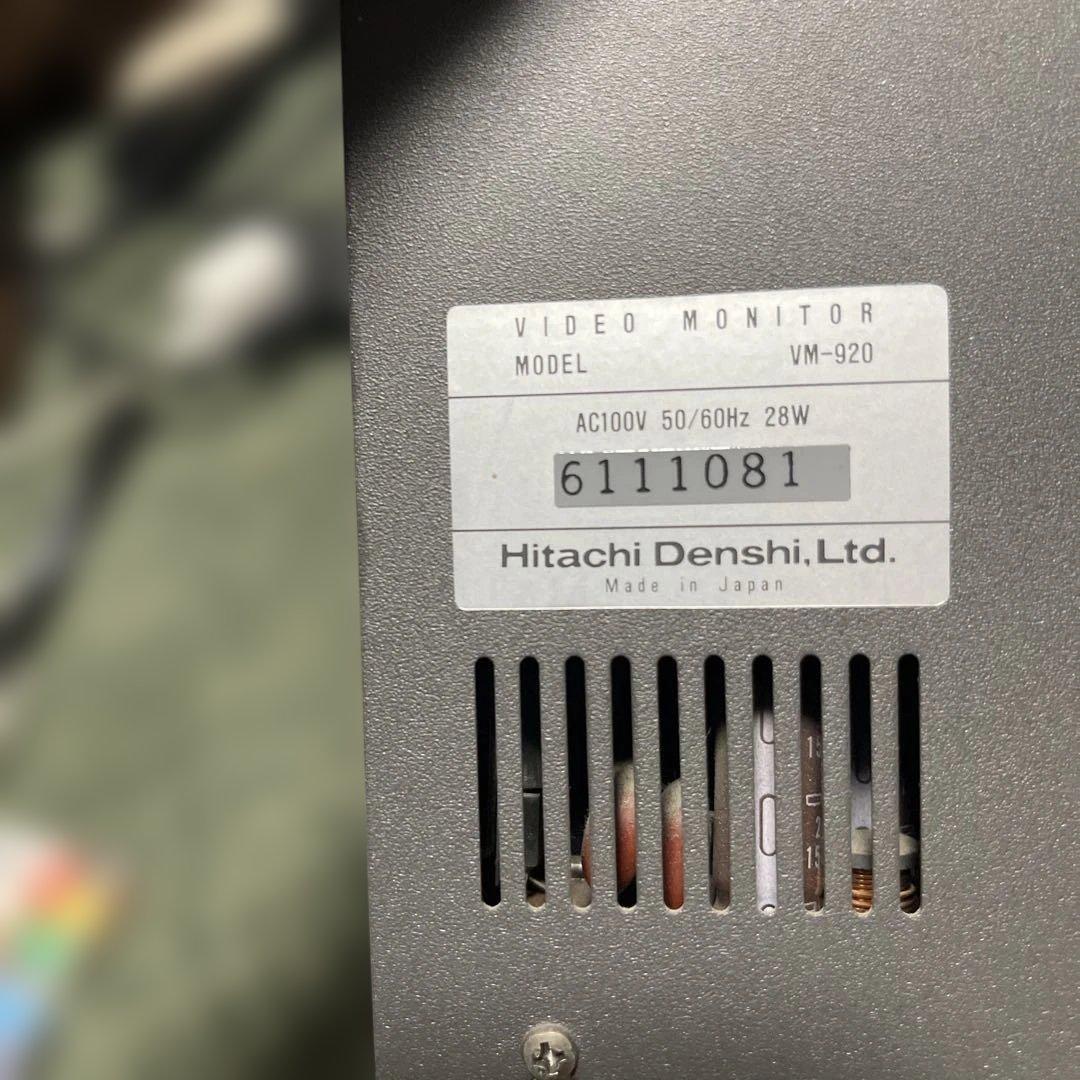 VIDEO MONITOR
MODEL VM-920
AC100V 50/60Hz 28W
6111081
Hitachi Denshi, Ltd.
Made in Japan